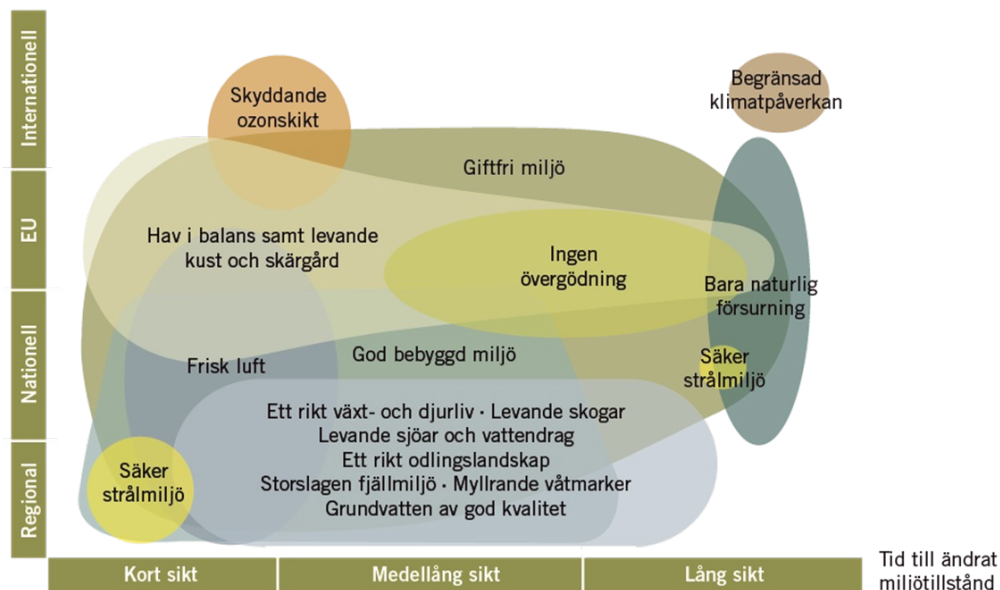 Internationell
EU
Nationell
Regional
Skyddande
ozonskikt
Begränsad
klimatpåverkan
Giftfri miljö
Hav i balans samt levande
kust och skärgård
Ingen
övergödning
Bara naturlig
försurning
God bebyggd miljö
Frisk luft
Säker
strålmiljö
Ett rikt växt- och djurliv · Levande skogar
Levande sjöar och vattendrag
Ett rikt odlingslandskap
Storslagen fjällmiljö · Myllrande våtmarker
Grundvatten av god kvalitet
Säker
strålmiljö
Kort sikt
Medellång sikt
Lång sikt
Tid till ändrat
miljötillstånd